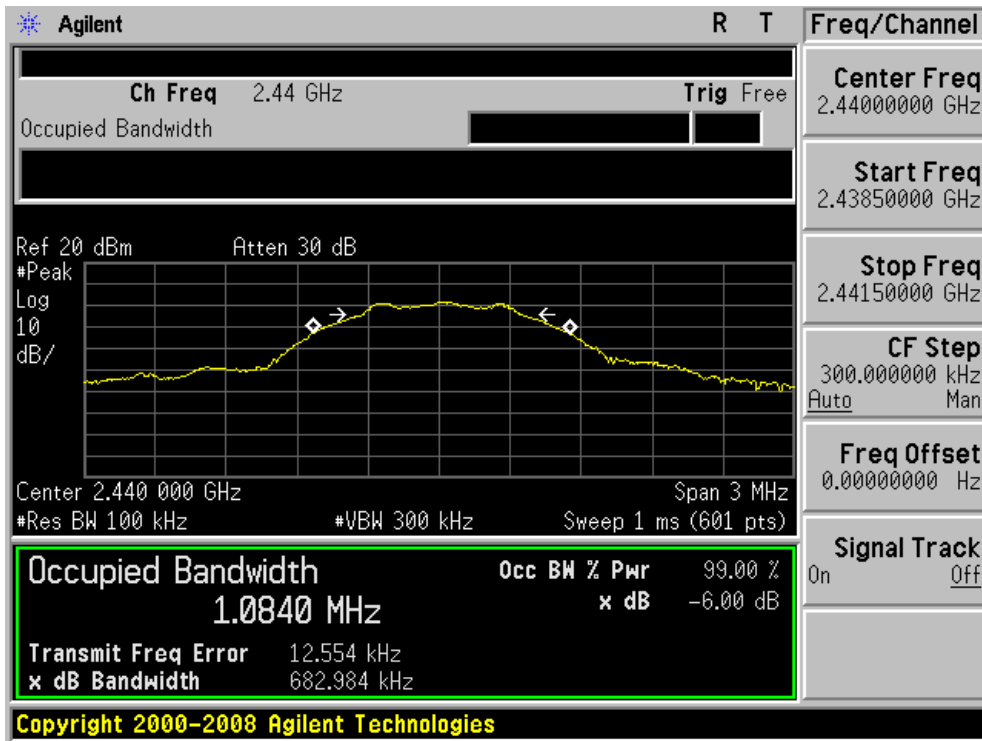 Agilent R T
Ch Freq 2.44 GHz Trig Free
Occupied Bandwidth
Ref 20 dBm Atten 30 dB
#Peak
Log
10
dB/
Center 2.440 000 GHz Span 3 MHz
#Res BW 100 kHz #VBW 300 kHz Sweep 1 ms (601 pts)
Occupied Bandwidth
1.0840 MHz
Occ BW % Pwr 99.00 %
x dB -6.00 dB
Transmit Freq Error 12.554 kHz
x dB Bandwidth 682.984 kHz
Copyright 2000-2008 Agilent Technologies
Freq/Channel
Center Freq
2.44000000 GHz
Start Freq
2.43850000 GHz
Stop Freq
2.44150000 GHz
CF Step
300.000000 kHz
Auto Man
Freq Offset
0.00000000 Hz
Signal Track
On Off